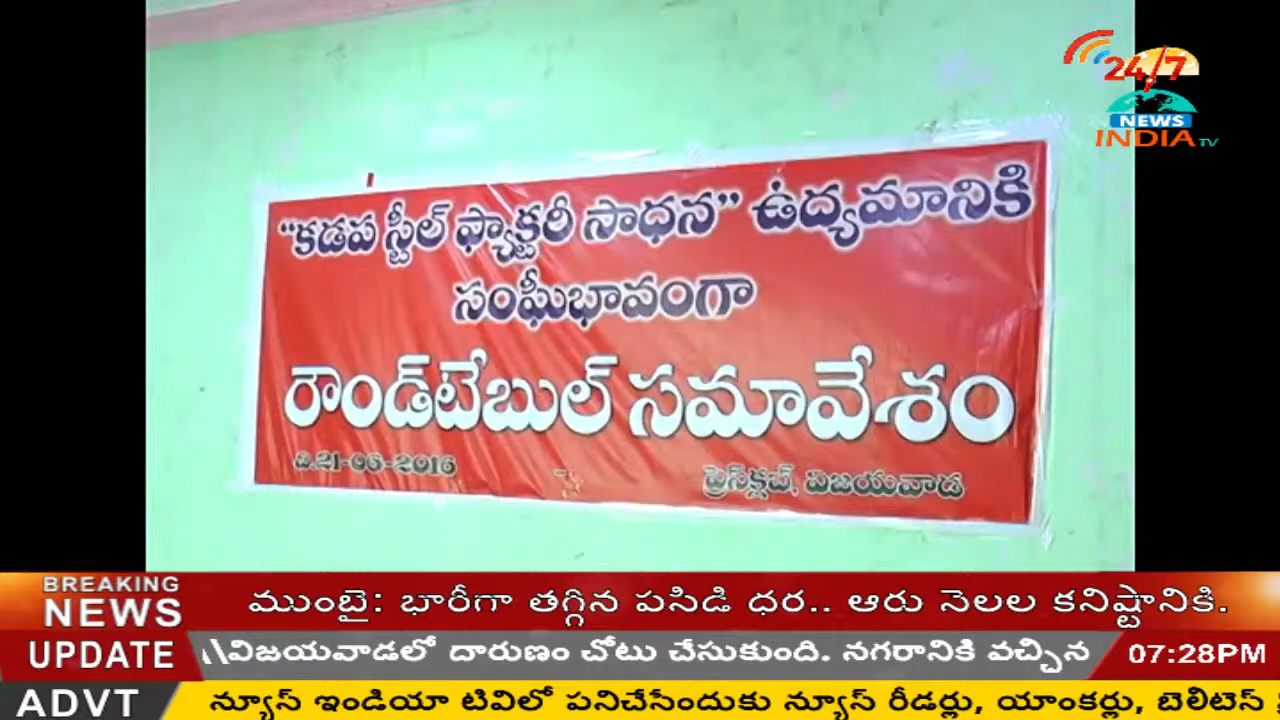 24/7
NEWS
INDIA TV
"కడప స్టీల్ ఫ్యాక్టరీ సాధన" ఉద్యమానికి
సంఘీభావంగా
రౌండ్‌టేబుల్ సమావేశం
ది.21-06-2016
ప్రెస్‌క్లబ్, విజయవాడ
BREAKING
NEWS
ముంబై: భారీగా తగ్గిన పసిడి ధర.. ఆరు నెలల కనిష్టానికి.
UPDATE
\\విజయవాడలో దారుణం చోటు చేసుకుంది. నగరానికి వచ్చిన
07:28PM
ADVT
న్యూస్ ఇండియా టివిలో పనిచేసేందుకు న్యూస్ రీడర్లు, యాంకర్లు, బెలిటెన్